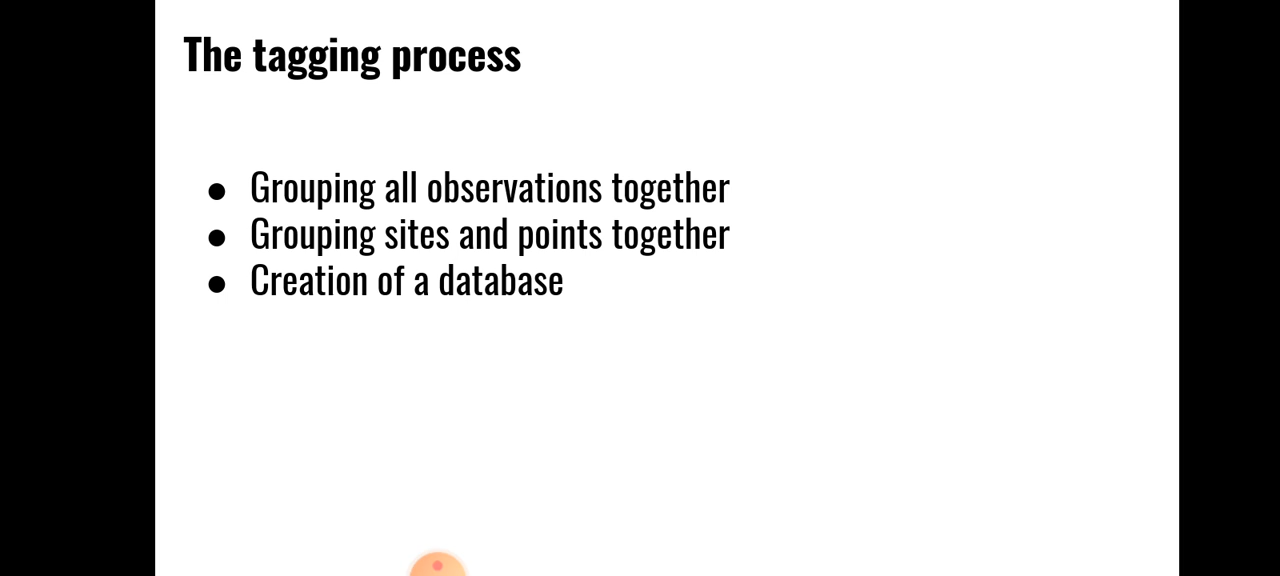 The tagging process
● Grouping all observations together
● Grouping sites and points together
● Creation of a database